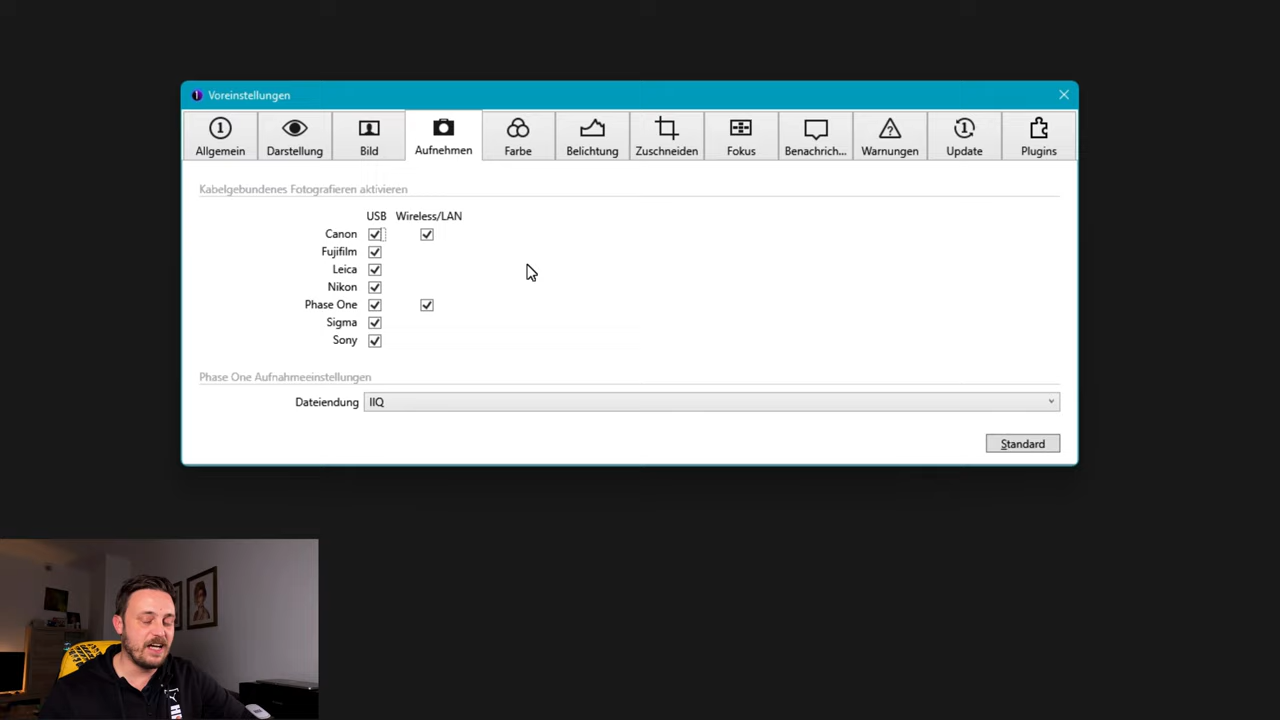 Voreinstellungen
Allgemein Darstellung Bild Aufnehmen Farbe Belichtung Zuschneiden Fokus Benachrich... Warnungen Update Plugins
Kabelgebundenes Fotografieren aktivieren
USB Wireless/LAN
Canon
Fujifilm
Leica
Nikon
Phase One
Sigma
Sony
Phase One Aufnahmeeinstellungen
Dateiendung IIQ
Standard